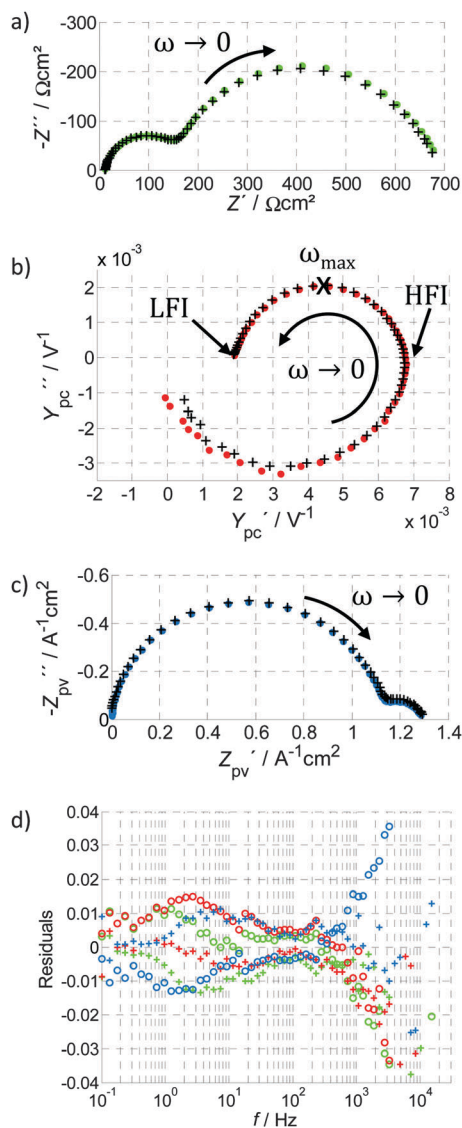 a)
-300
ω → 0
-200
-100
0
-Z´´ / Ωcm²
0 100 200 300 400 500 600 700
Z´ / Ωcm²
b)
x 10⁻³
ω_max
2
1
0
-1
-2
-3
LFI
HFI
ω → 0
Y_pc´´ / V⁻¹
-2 -1 0 1 2 3 4 5 6 7 8
Y_pc´ / V⁻¹
x 10⁻³
c)
-0.6
ω → 0
-0.4
-0.2
0
-Z_pv´´ / A⁻¹cm²
0 0.2 0.4 0.6 0.8 1 1.2 1.4
Z_pv´ / A⁻¹cm²
d)
0.04
0.03
0.02
0.01
0
-0.01
-0.02
-0.03
-0.04
Residuals
10⁻¹ 10⁰ 10¹ 10² 10³ 10⁴
f / Hz